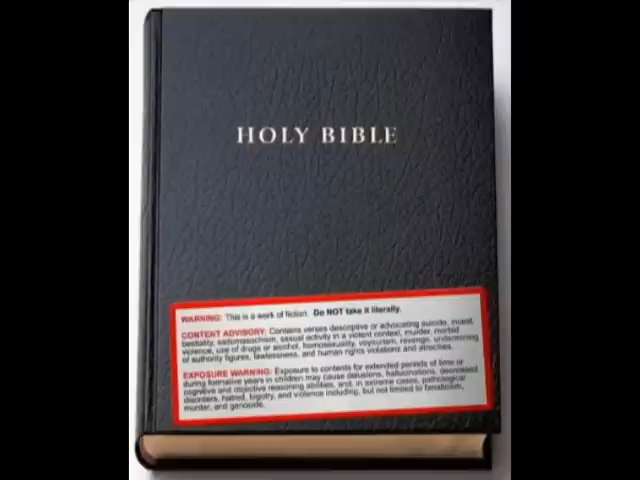 HOLY BIBLE
WARNING: This is a work of fiction. Do NOT take it literally.
CONTENT ADVISORY: Contains verses descriptive or advocating suicide, incest,
bestiality, sadomasochism, sexual activity in a violent context, murder, morbid
violence, use of drugs or alcohol, homosexuality, voyeurism, revenge, undermining
of authority figures, lawlessness, and human rights violations and atrocities.
EXPOSURE WARNING: Exposure to contents for extended periods of time or
during formative years in children may cause delusions, hallucinations, decreased
cognitive and objective reasoning abilities, and, in extreme cases, pathological
disorders, hatred, bigotry, and violence including, but not limited to fanaticism,
murder, and genocide.